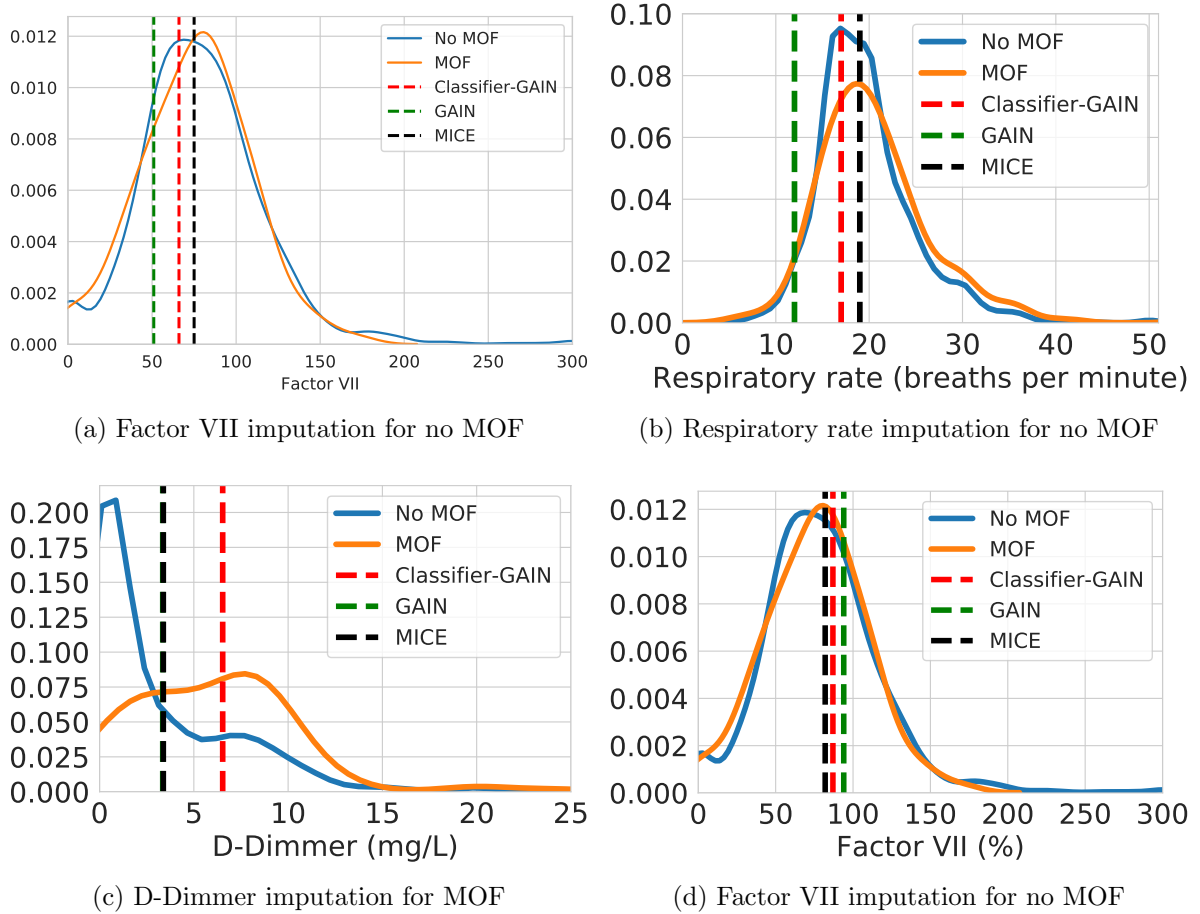 0.012
0.010
0.008
0.006
0.004
0.002
0.000
0 50 100 150 200 250 300
Factor VII
No MOF
MOF
Classifier-GAIN
GAIN
MICE
(a) Factor VII imputation for no MOF
0.10
0.08
0.06
0.04
0.02
0.00
0 10 20 30 40 50
Respiratory rate (breaths per minute)
No MOF
MOF
Classifier-GAIN
GAIN
MICE
(b) Respiratory rate imputation for no MOF
0.200
0.175
0.150
0.125
0.100
0.075
0.050
0.025
0.000
0 5 10 15 20 25
D-Dimmer (mg/L)
No MOF
MOF
Classifier-GAIN
GAIN
MICE
(c) D-Dimmer imputation for MOF
0.012
0.010
0.008
0.006
0.004
0.002
0.000
0 50 100 150 200 250 300
Factor VII (%)
No MOF
MOF
Classifier-GAIN
GAIN
MICE
(d) Factor VII imputation for no MOF